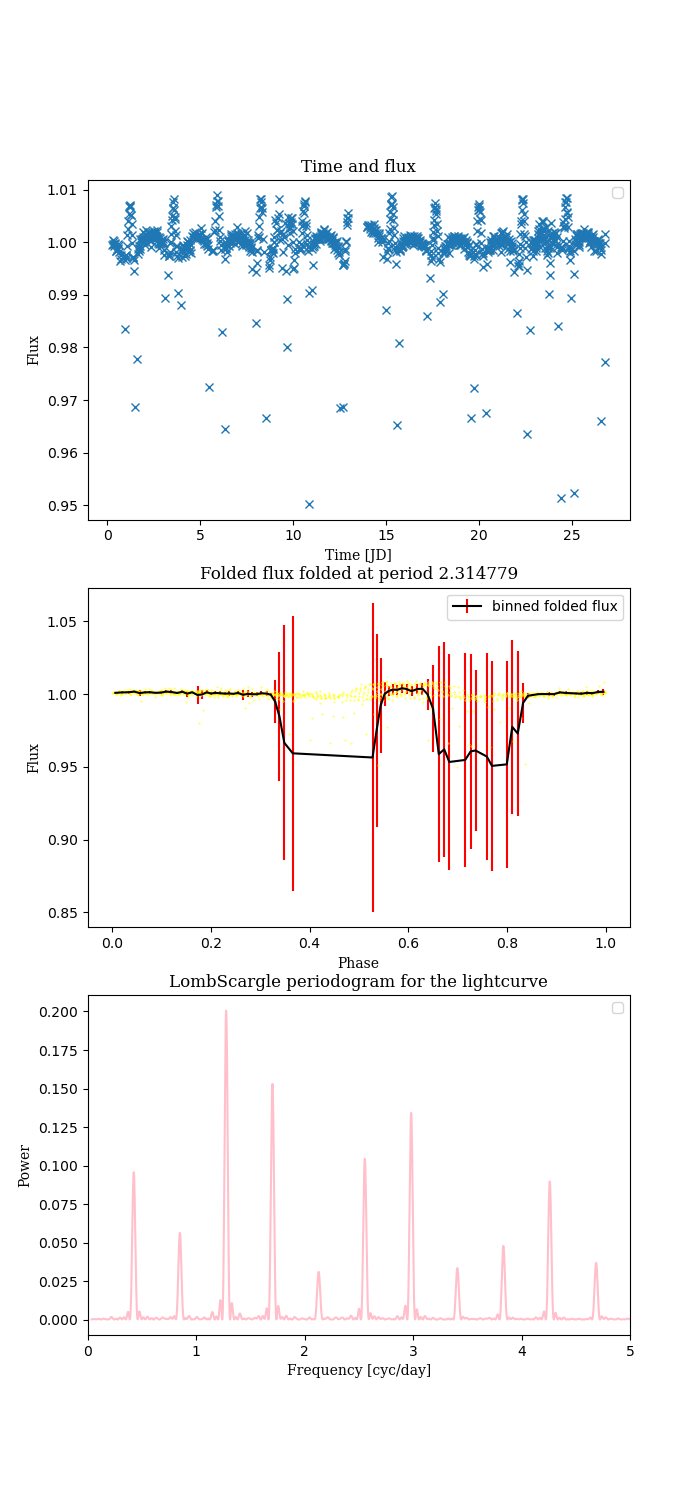 Time and flux
1.01
1.00
0.99
0.98
0.97
0.96
0.95
Flux
0 5 10 15 20 25
Time [JD]
Folded flux folded at period 2.314779
binned folded flux
1.05
1.00
0.95
0.90
0.85
Flux
0.0 0.2 0.4 0.6 0.8 1.0
Phase
LombScargle periodogram for the lightcurve
0.200
0.175
0.150
0.125
0.100
0.075
0.050
0.025
0.000
Power
0 1 2 3 4 5
Frequency [cyc/day]